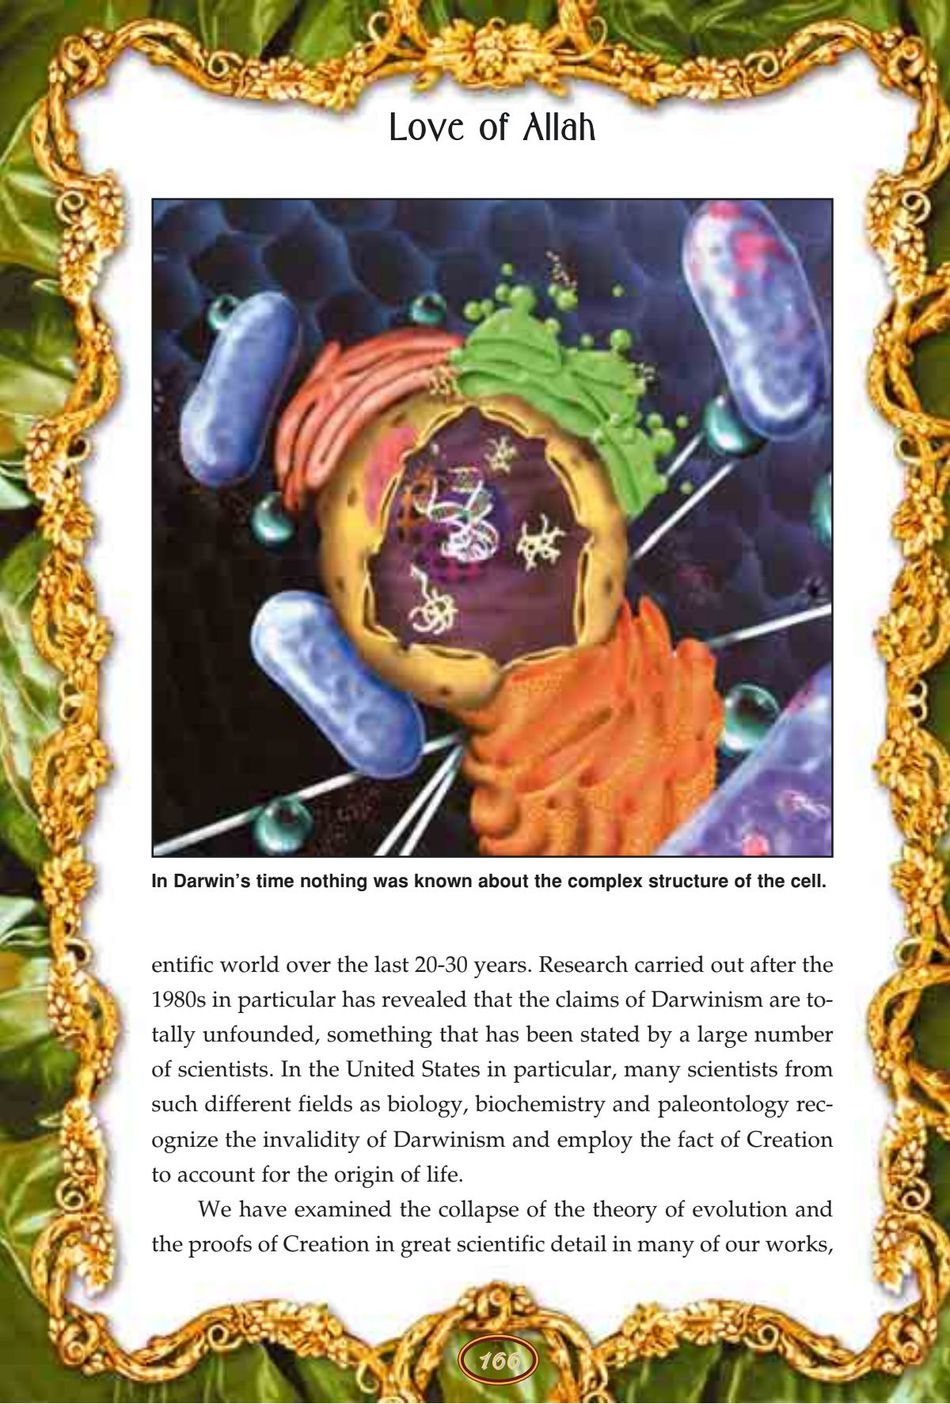 Love of Allah
In Darwin's time nothing was known about the complex structure of the cell.
entific world over the last 20-30 years. Research carried out after the
1980s in particular has revealed that the claims of Darwinism are to-
tally unfounded, something that has been stated by a large number
of scientists. In the United States in particular, many scientists from
such different fields as biology, biochemistry and paleontology rec-
ognize the invalidity of Darwinism and employ the fact of Creation
to account for the origin of life.
We have examined the collapse of the theory of evolution and
the proofs of Creation in great scientific detail in many of our works,
166